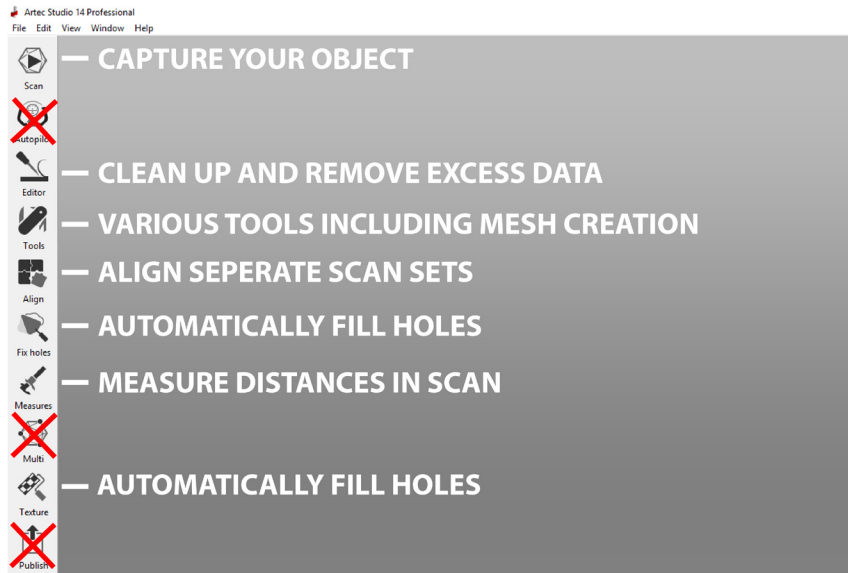 Artec Studio 14 Professional
File Edit View Window Help
— CAPTURE YOUR OBJECT
Scan
Autopilot
— CLEAN UP AND REMOVE EXCESS DATA
Editor
— VARIOUS TOOLS INCLUDING MESH CREATION
Tools
— ALIGN SEPERATE SCAN SETS
Align
— AUTOMATICALLY FILL HOLES
Fix holes
— MEASURE DISTANCES IN SCAN
Measures
Multi
— AUTOMATICALLY FILL HOLES
Texture
Publish